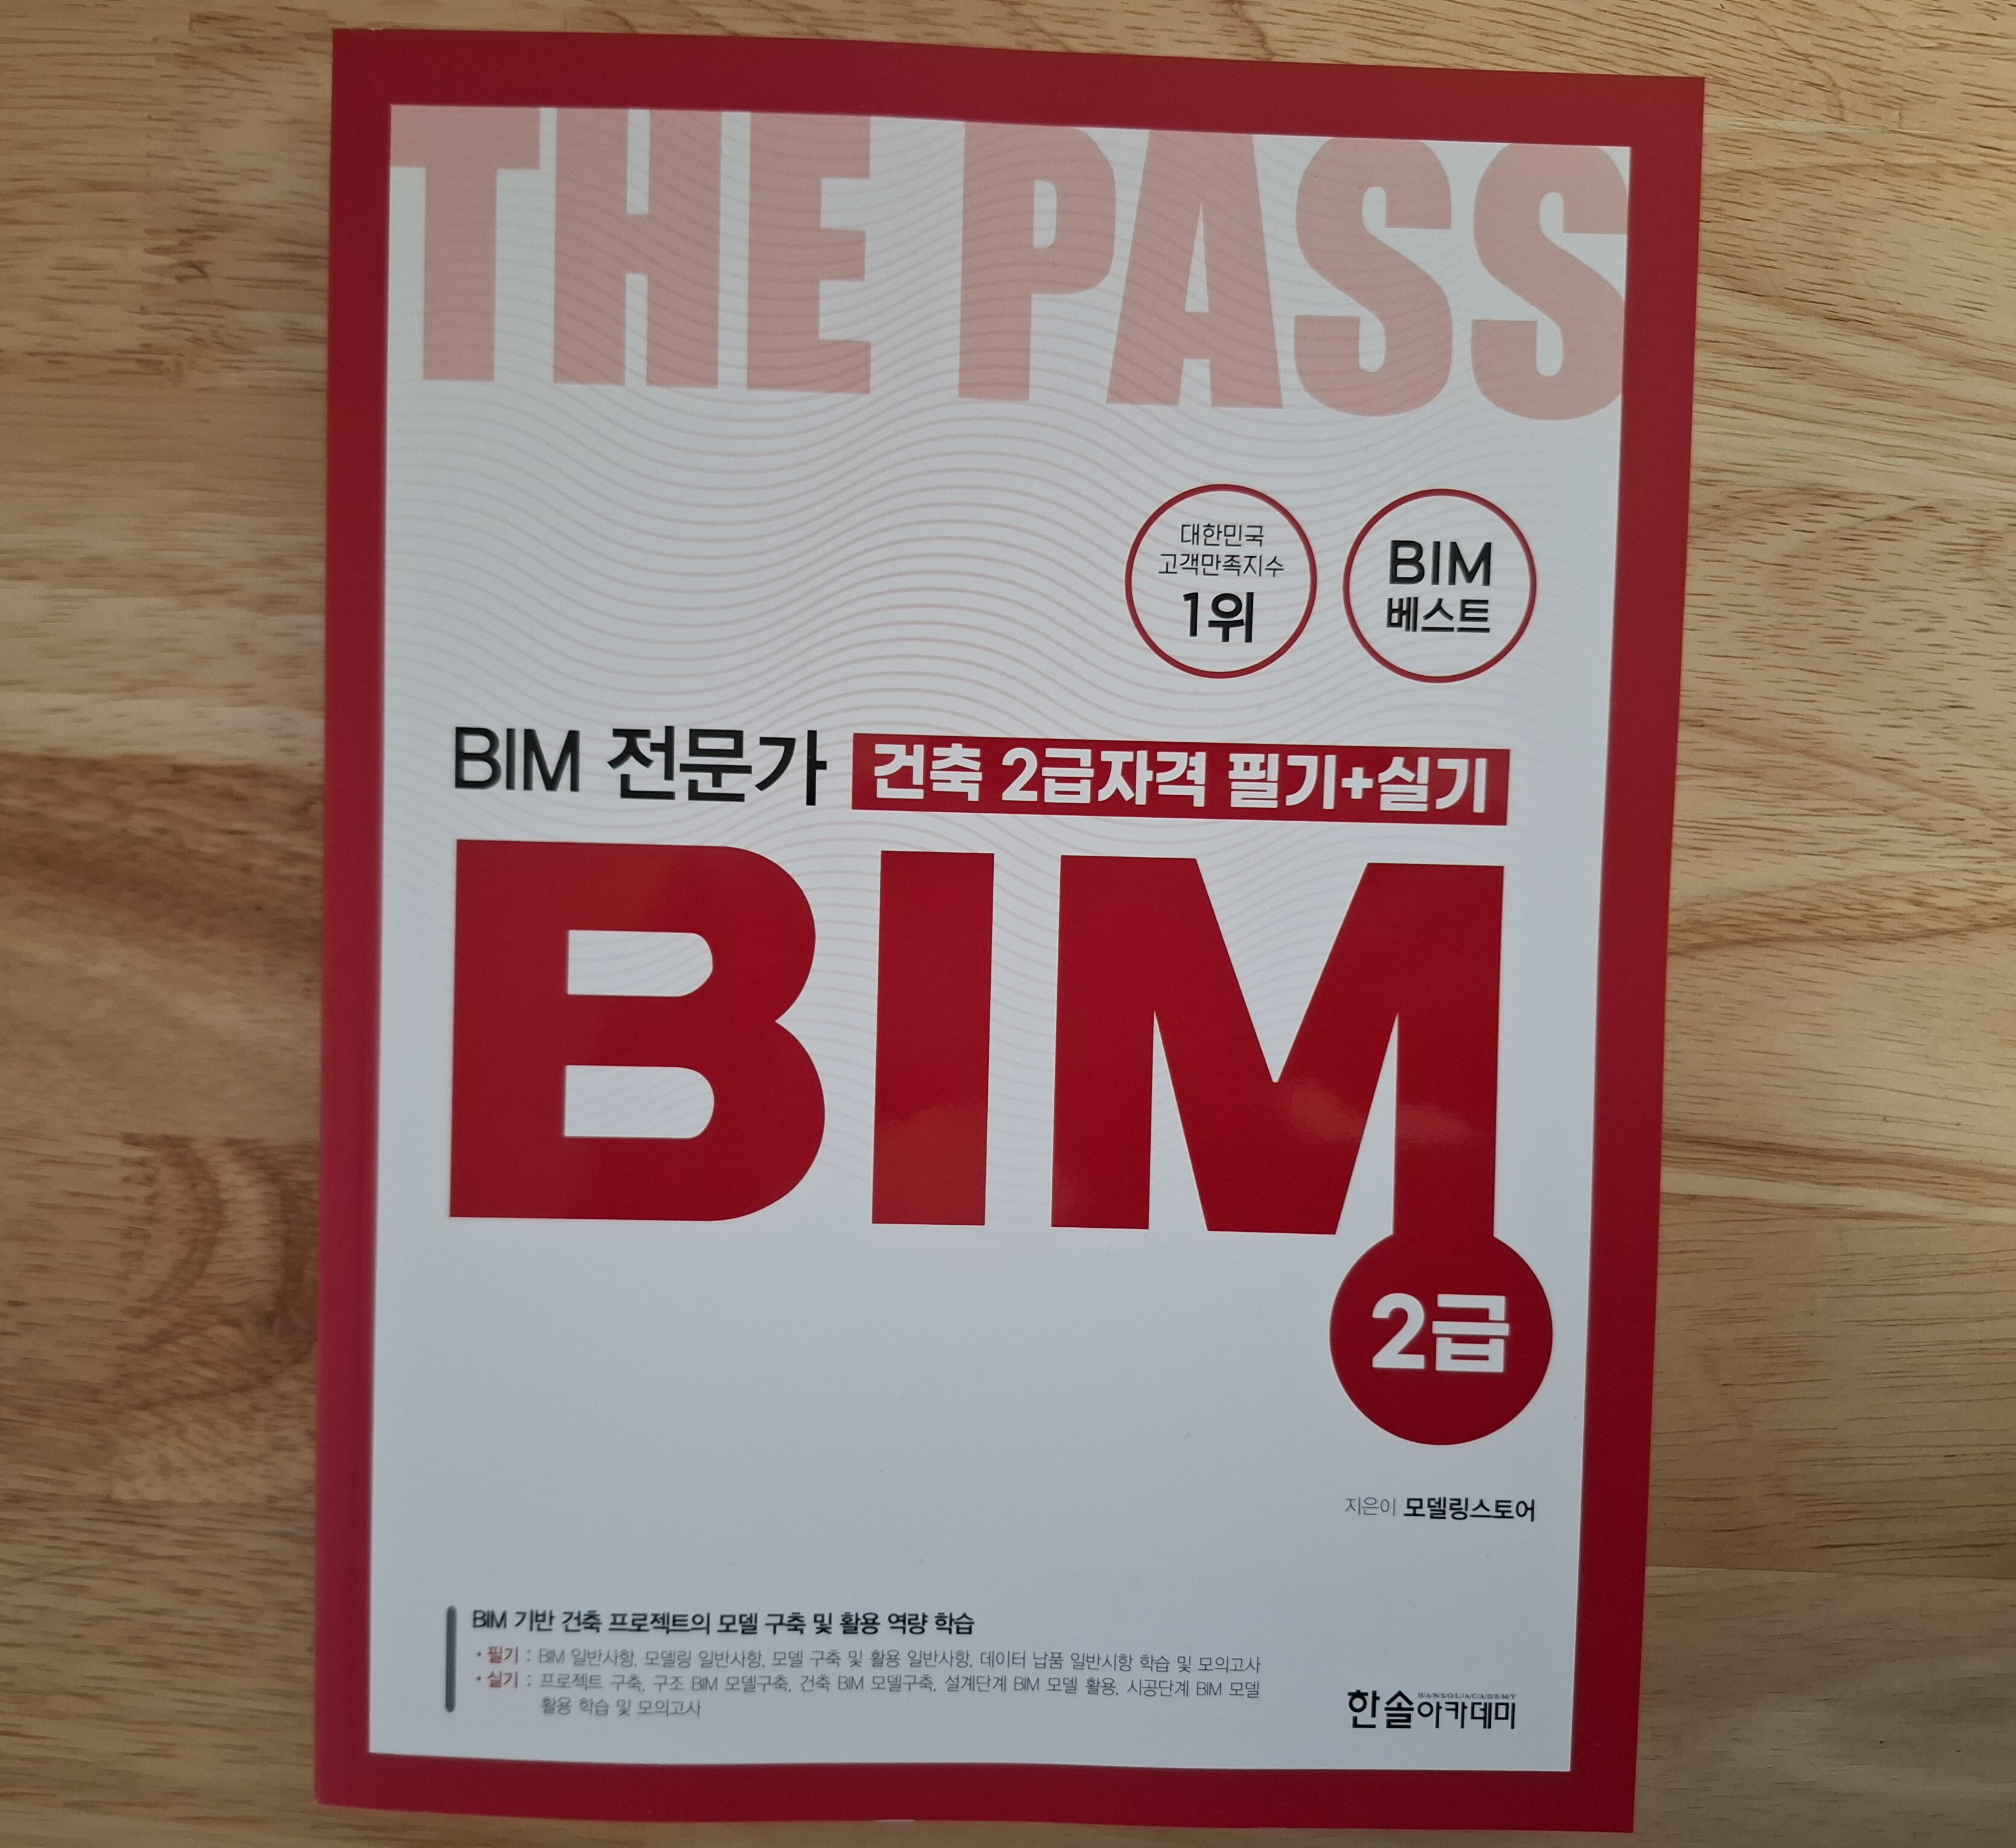 THE PASS
대한민국
고객만족지수
1위
BIM
베스트
BIM 전문가 건축 2급자격 필기+실기
BIM
2급
지은이 모델링스토어
BIM 기반 건축 프로젝트의 모델 구축 및 활용 역량 학습
• 필기 : BIM 일반사항, 모델링 일반사항, 모델 구축 및 활용 일반사항, 데이터 납품 일반시항 학습 및 모의고사
• 실기 : 프로젝트 구축, 구조 BIM 모델구축, 건축 BIM 모델구축, 설계단계 BIM 모델 활용, 시공단계 BIM 모델
활용 학습 및 모의고사
H/A/N/S/O/L/A/C/A/D/E/M/Y
한솔아카데미